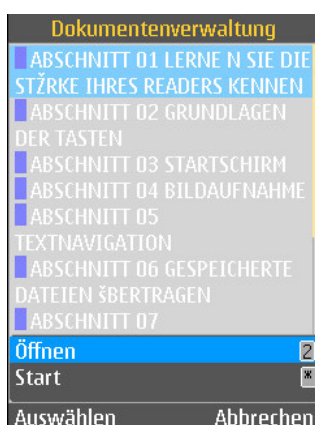 Dokumentenverwaltung
ABSCHNITT 01 LERNE N SIE DIE
STŽRKE IHRES READERS KENNEN
ABSCHNITT 02 GRUNDLAGEN
DER TASTEN
ABSCHNITT 03 STARTSCHIRM
ABSCHNITT 04 BILDAUFNAHME
ABSCHNITT 05
TEXTNAVIGATION
ABSCHNITT 06 GESPEICHERTE
DATEIEN šBERTRAGEN
ABSCHNITT 07
Öffnen 2
Start *
Auswählen Abbrechen